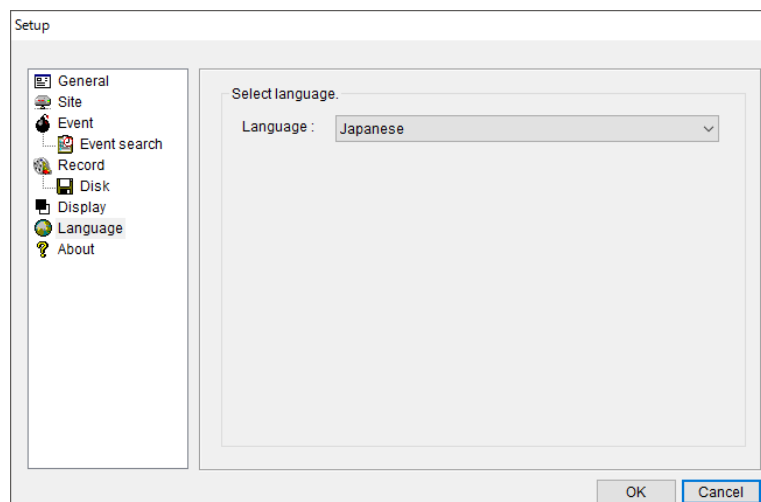 Setup
General
Site
Event
Event search
Record
Disk
Display
Language
About
Select language.
Language :
Japanese
OK
Cancel